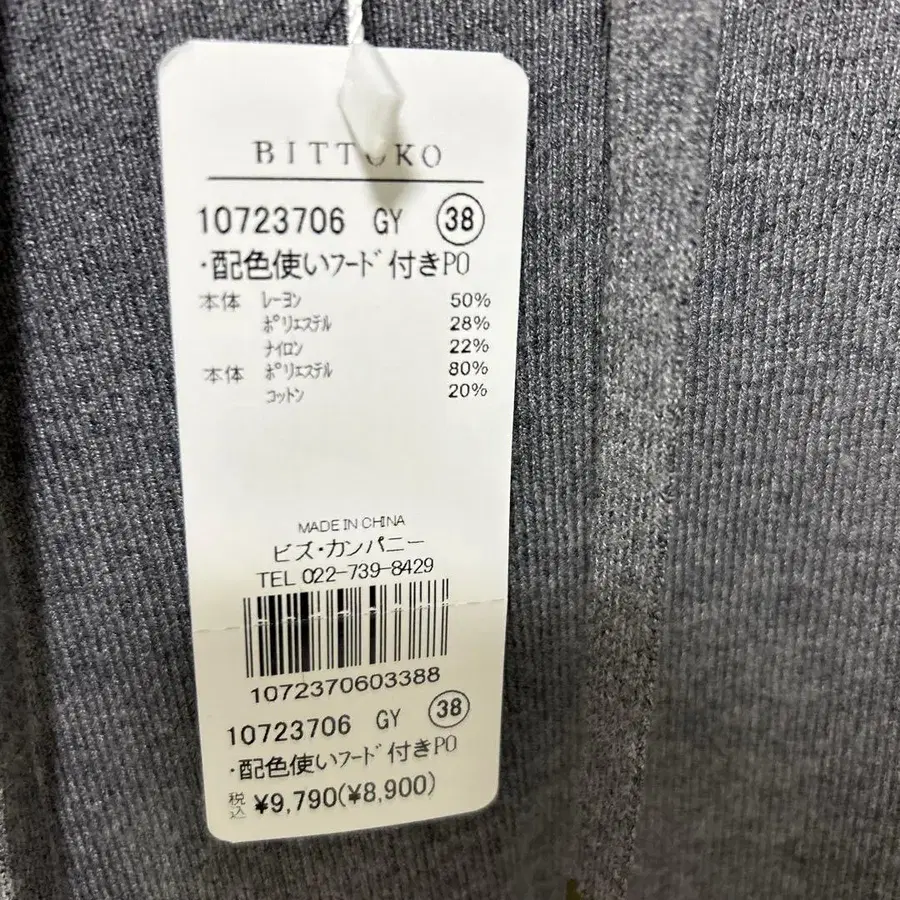 BITTOKO
10723706 GY 38
・配色使いﾌｰﾄﾞ付きPO
本体 ﾚｰﾖﾝ 50%
ﾎﾟﾘｴｽﾃﾙ 28%
ﾅｲﾛﾝ 22%
本体 ﾎﾟﾘｴｽﾃﾙ 80%
ｺｯﾄﾝ 20%
MADE IN CHINA
ビズ・カンパニー
TEL 022-739-8429
1072370603388
10723706 GY 38
・配色使いﾌｰﾄﾞ付きPO
税込 ¥9,790(¥8,900)